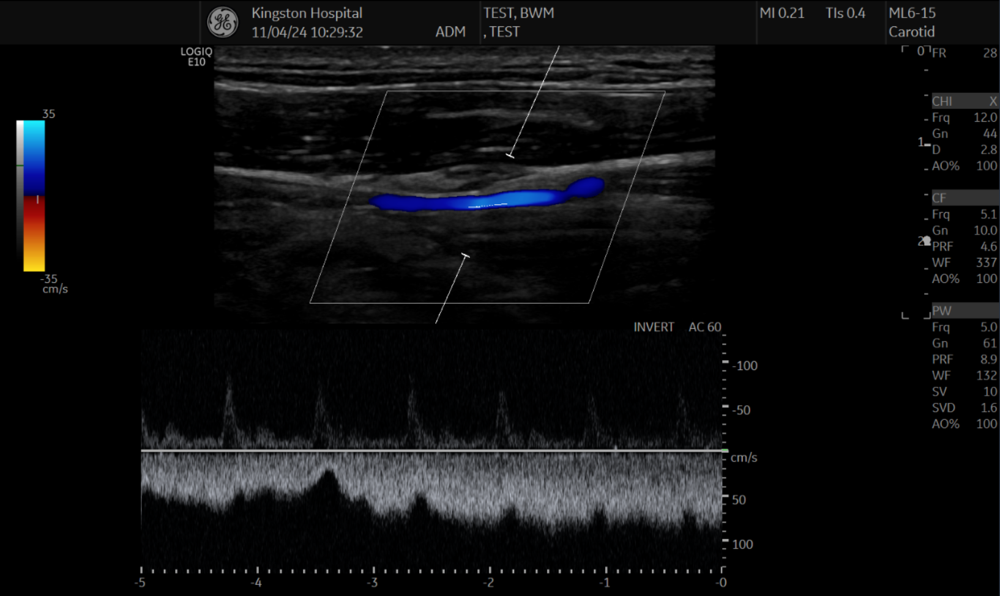 Kingston Hospital
11/04/24 10:29:32 ADM
TEST, BWM
, TEST
MI 0.21 TIs 0.4
ML6-15
Carotid
LOGIQ
E10
35
-35
cm/s
0
1
2
FR 28
CHI X
Frq 12.0
Gn 44
D 2.8
AO% 100
CF
Frq 5.1
Gn 10.0
PRF 4.6
WF 337
AO% 100
PW
Frq 5.0
Gn 61
PRF 8.9
WF 132
SV 10
SVD 1.6
AO% 100
INVERT AC 60
-100
-50
cm/s
50
100
-5 -4 -3 -2 -1 -0